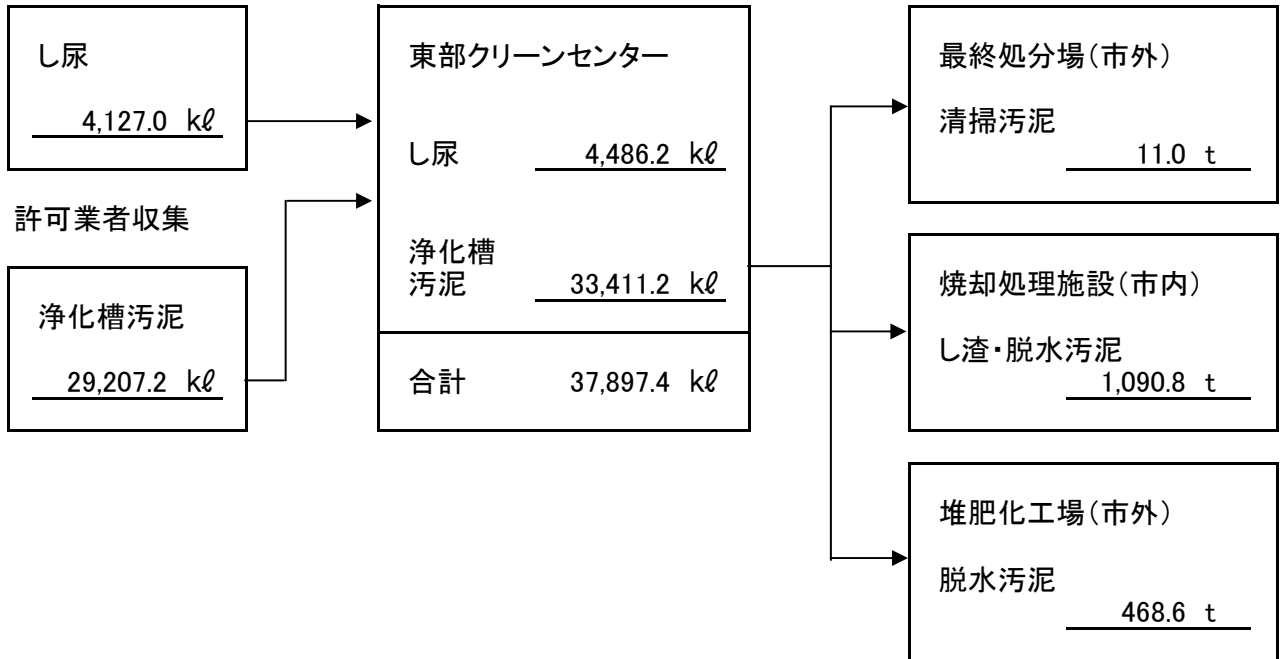 し尿
4,127.0 kℓ
許可業者収集
浄化槽汚泥
29,207.2 kℓ
東部クリーンセンター
し尿 4,486.2 kℓ
浄化槽
汚泥 33,411.2 kℓ
合計 37,897.4 kℓ
最終処分場(市外)
清掃汚泥
11.0 t
焼却処理施設(市内)
し渣・脱水汚泥
1,090.8 t
堆肥化工場(市外)
脱水汚泥
468.6 t